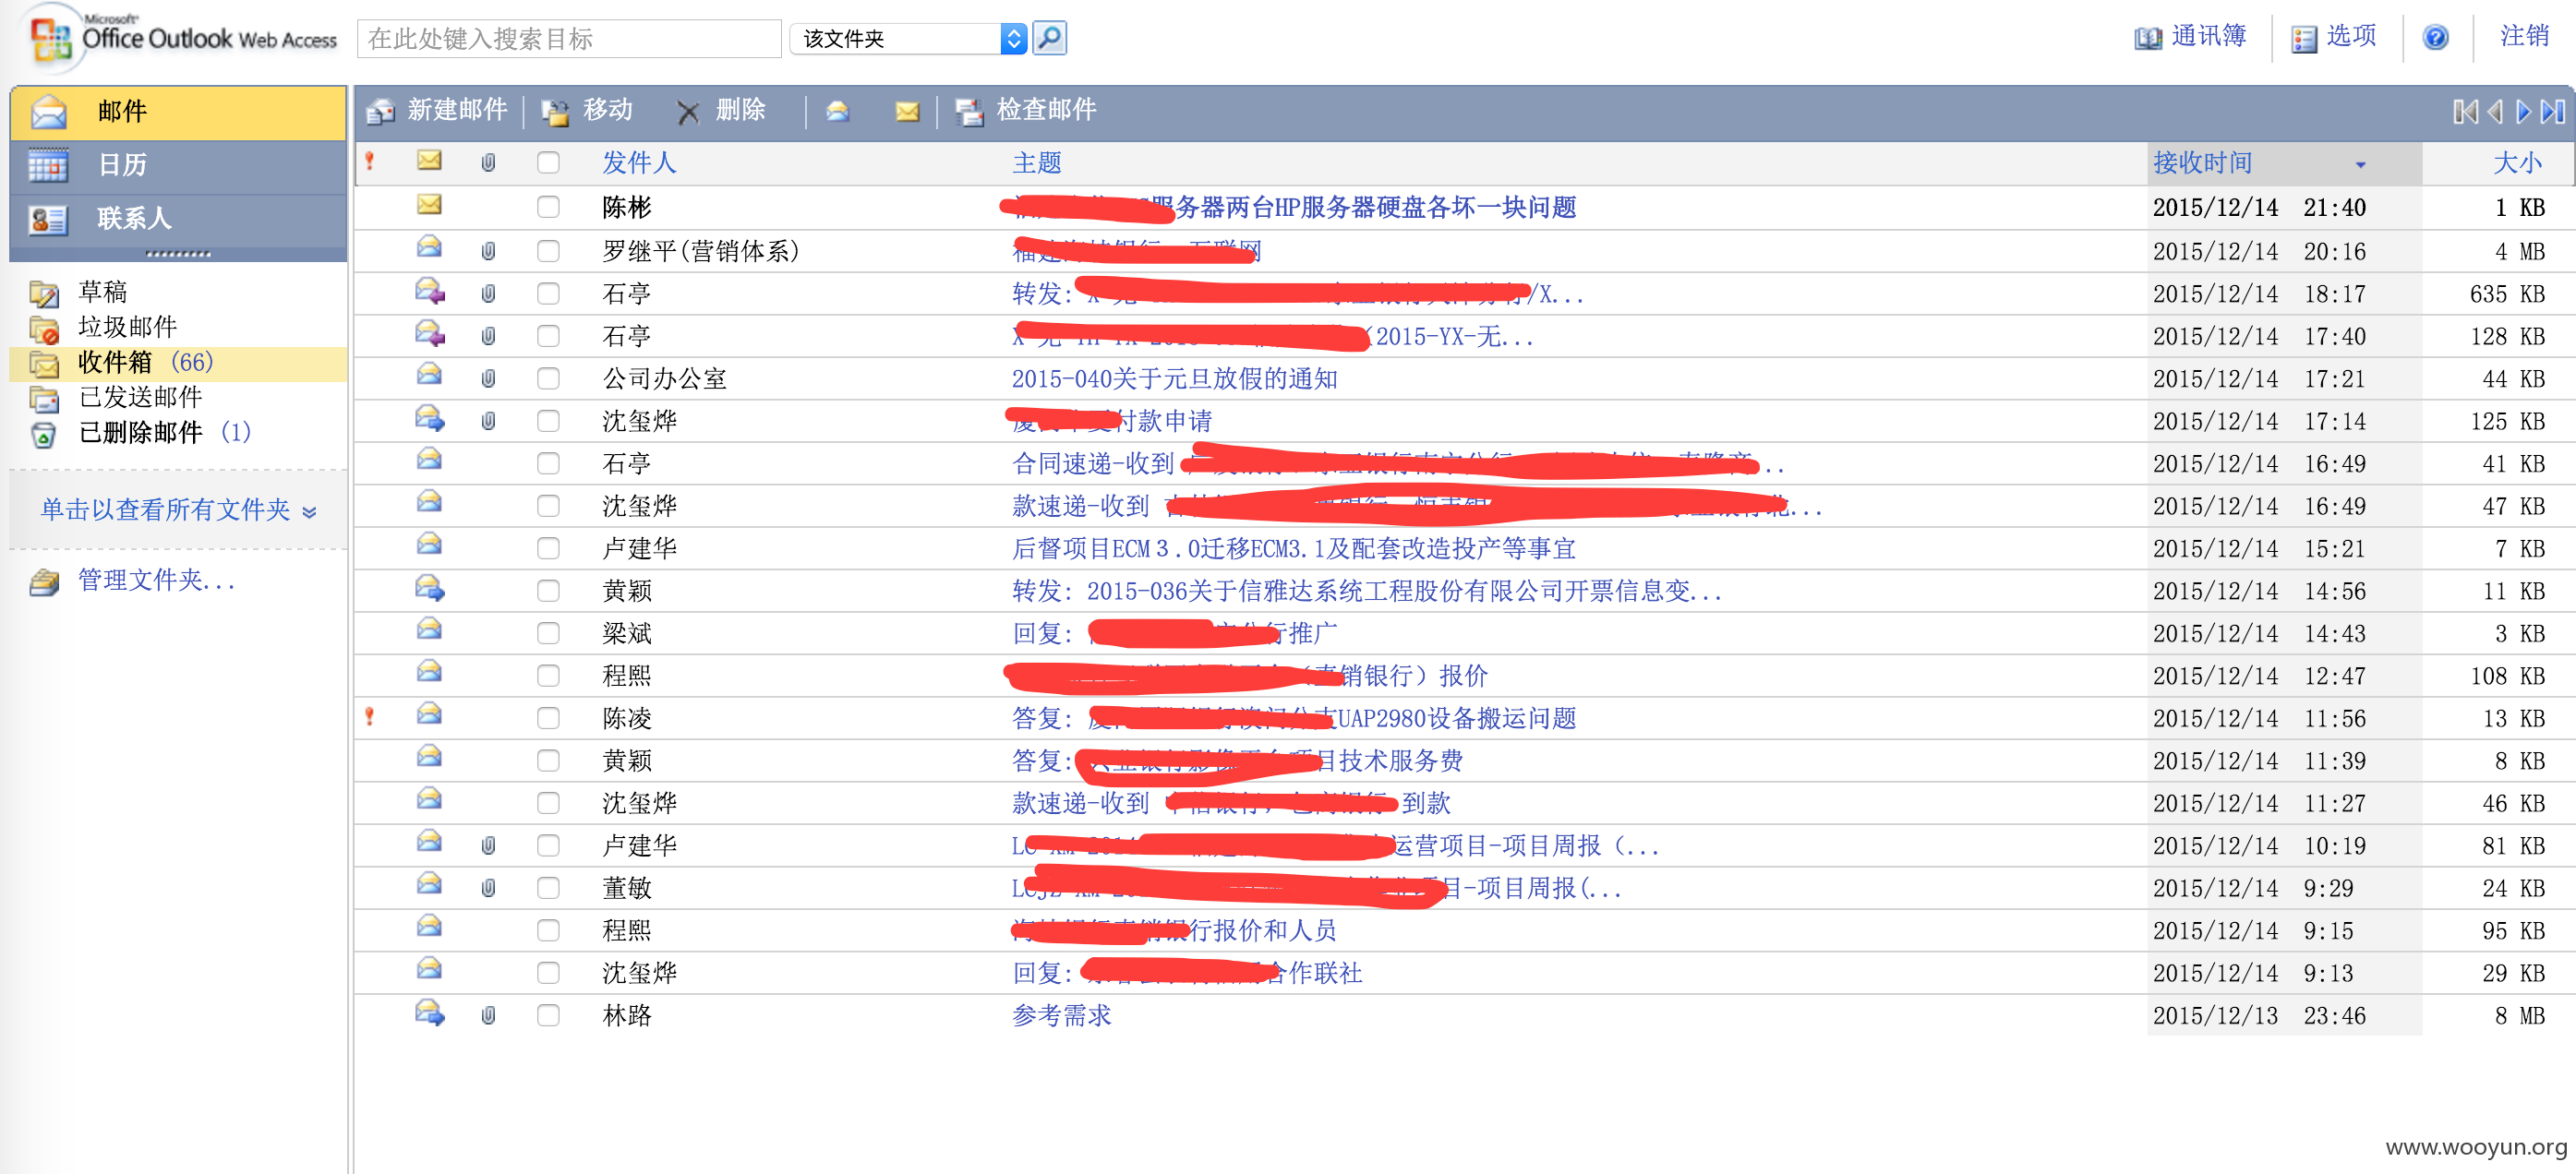 Microsoft®
Office Outlook Web Access
在此处键入搜索目标
该文件夹
通讯簿
选项
注销
邮件
日历
联系人
草稿
垃圾邮件
收件箱 (66)
已发送邮件
已删除邮件 (1)
单击以查看所有文件夹
管理文件夹...
新建邮件 移动 删除 检查邮件
发件人 主题 接收时间 大小
陈彬 服务器两台HP服务器硬盘各坏一块问题 2015/12/14 21:40 1 KB
罗继平(营销体系) 2015/12/14 20:16 4 MB
石亭 转发: /X... 2015/12/14 18:17 635 KB
石亭 (2015-YX-无... 2015/12/14 17:40 128 KB
公司办公室 2015-040关于元旦放假的通知 2015/12/14 17:21 44 KB
沈玺烨 付款申请 2015/12/14 17:14 125 KB
石亭 合同速递-收到 ... 2015/12/14 16:49 41 KB
沈玺烨 款速递-收到 ... 2015/12/14 16:49 47 KB
卢建华 后督项目ECM３.0迁移ECM3.1及配套改造投产等事宜 2015/12/14 15:21 7 KB
黄颖 转发: 2015-036关于信雅达系统工程股份有限公司开票信息变... 2015/12/14 14:56 11 KB
梁斌 回复: 行推广 2015/12/14 14:43 3 KB
程熙 销银行）报价 2015/12/14 12:47 108 KB
陈凌 答复: UAP2980设备搬运问题 2015/12/14 11:56 13 KB
黄颖 答复: 目技术服务费 2015/12/14 11:39 8 KB
沈玺烨 款速递-收到 到款 2015/12/14 11:27 46 KB
卢建华 运营项目-项目周报（... 2015/12/14 10:19 81 KB
董敏 目-项目周报(... 2015/12/14 9:29 24 KB
程熙 行报价和人员 2015/12/14 9:15 95 KB
沈玺烨 回复: 合作联社 2015/12/14 9:13 29 KB
林路 参考需求 2015/12/13 23:46 8 MB
www.wooyun.org